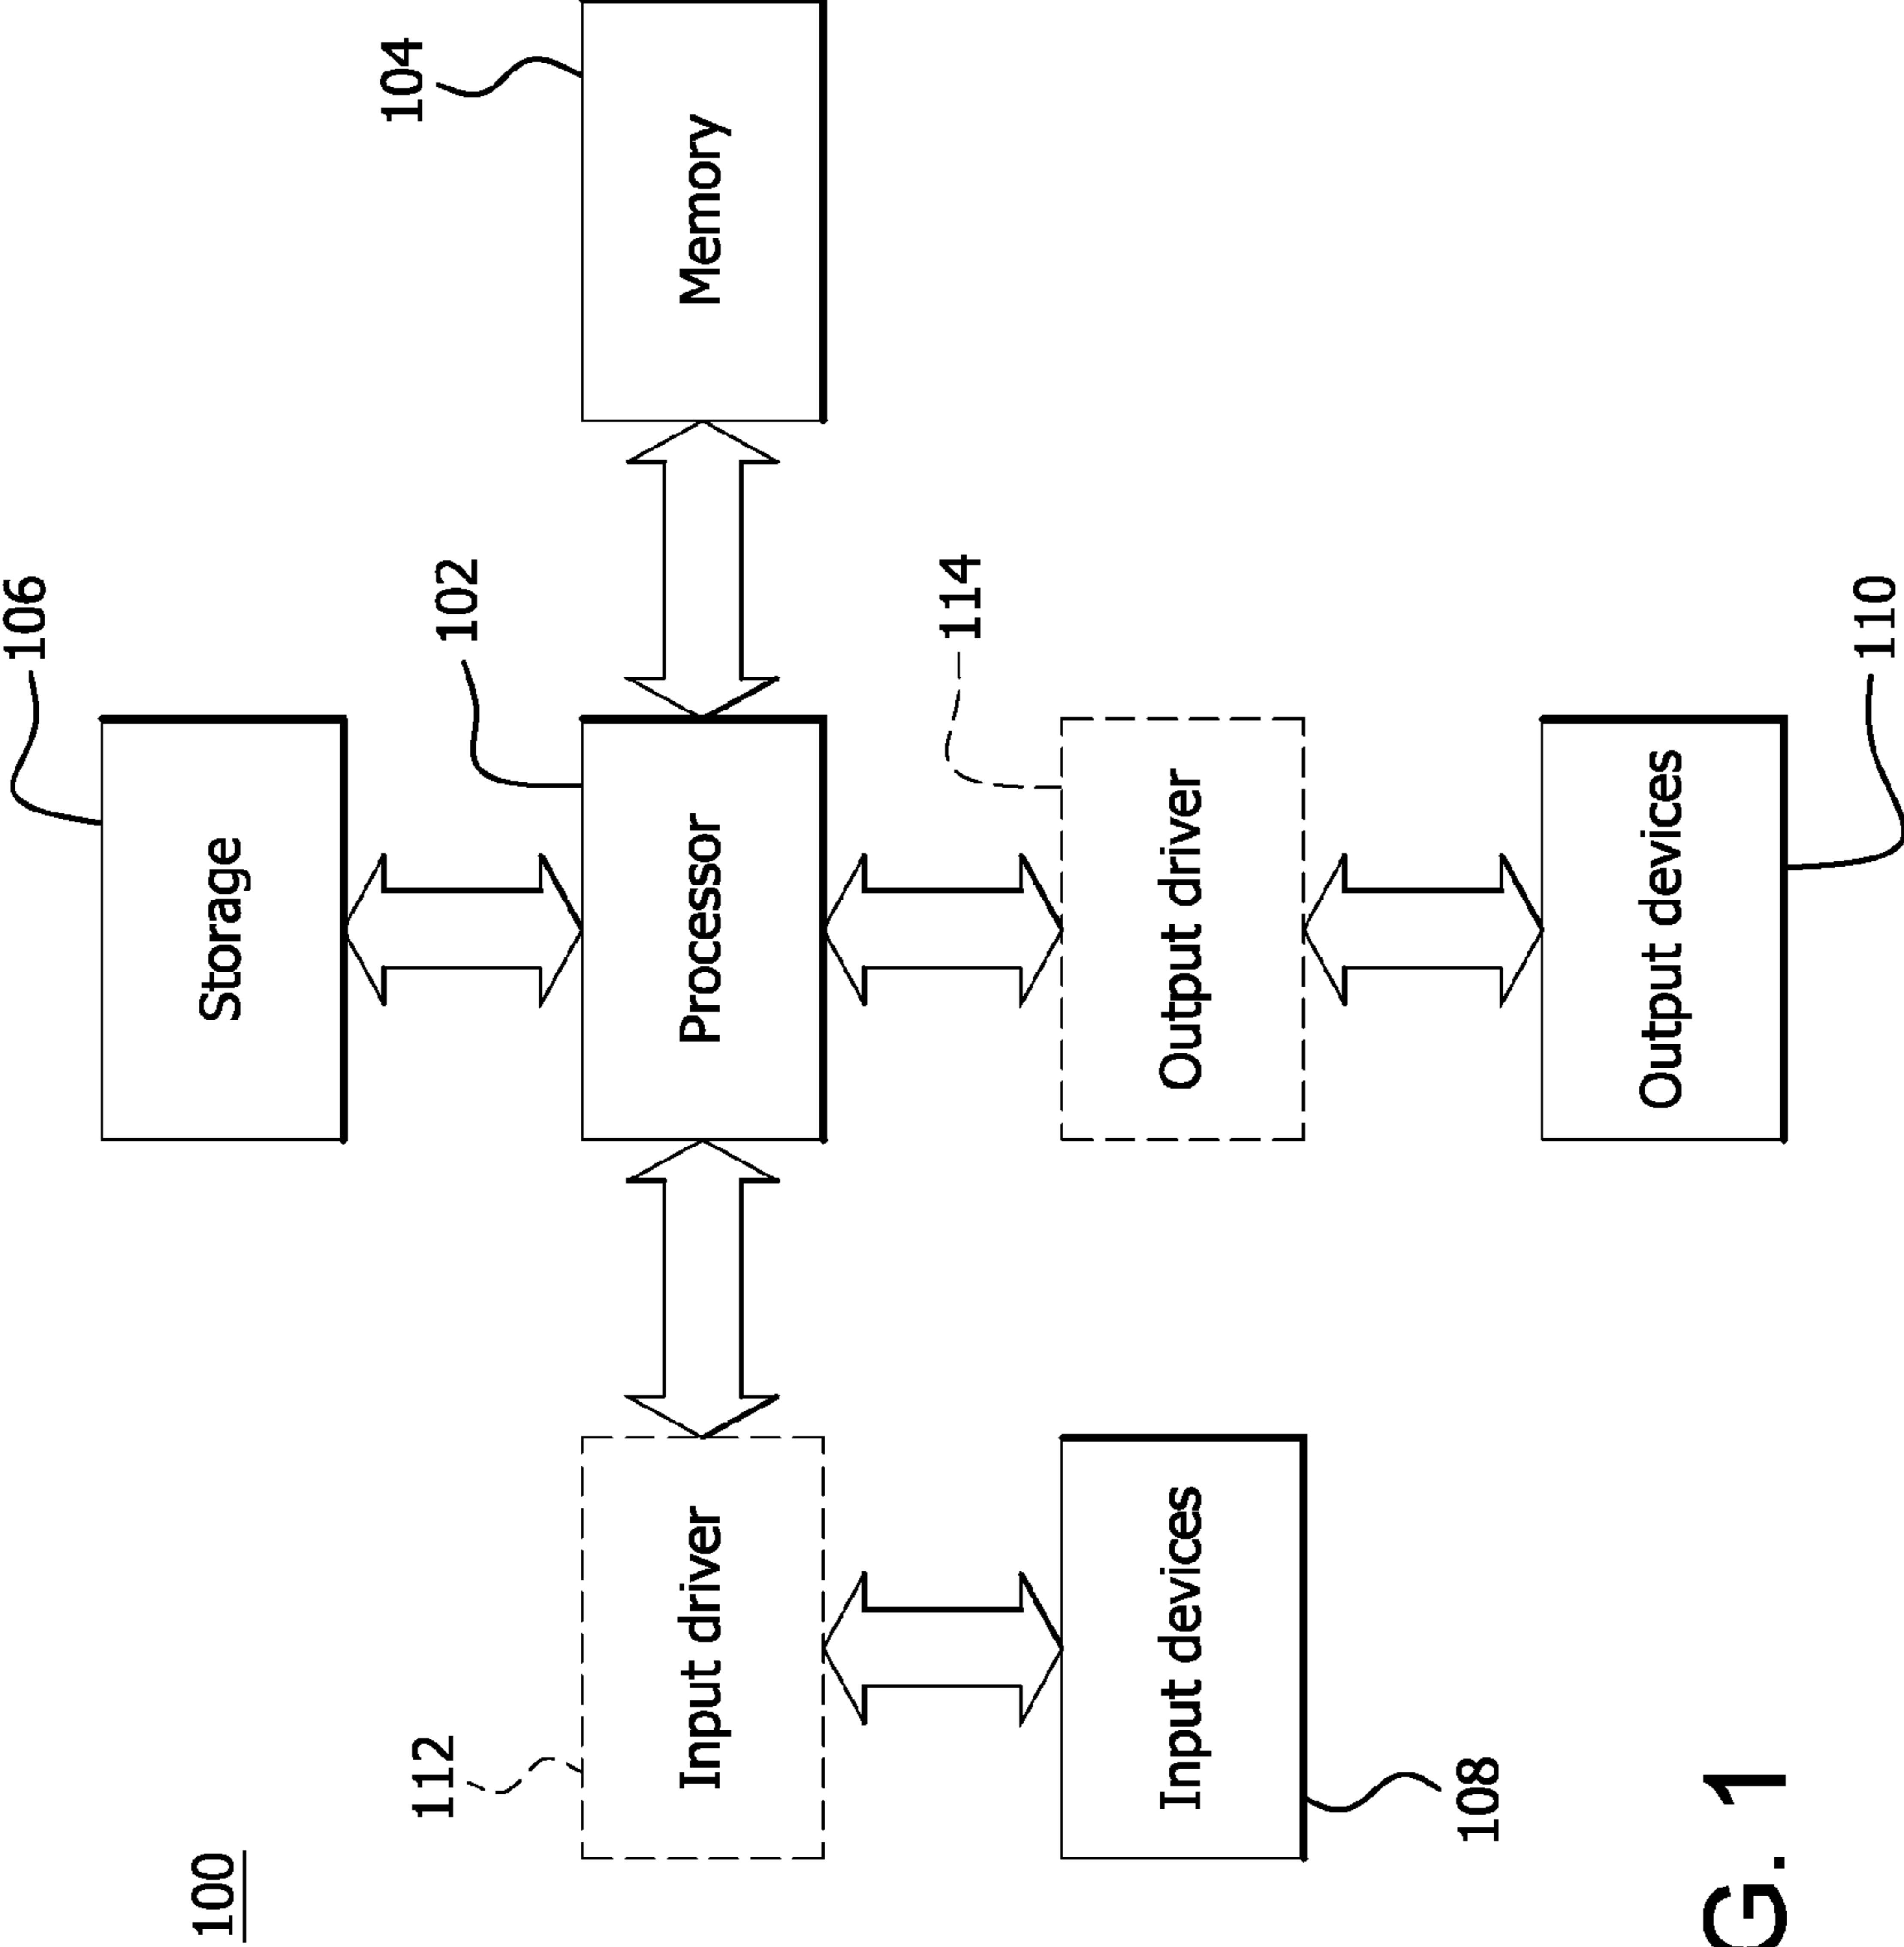 106
100
Storage
104
112
102
Input driver
Processor
Memory
114
Input devices
Output driver
108
Output devices
G. 1
110